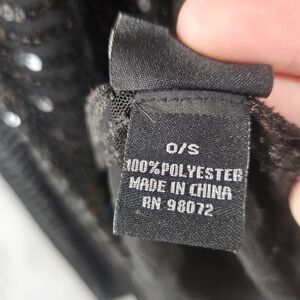 O/S
100%POLYESTER
MADE IN CHINA
RN 98072